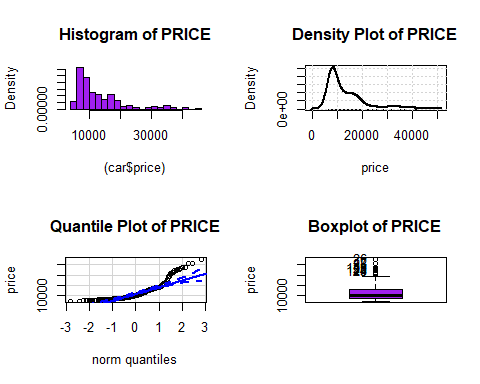 Histogram of PRICE
Density
0.00000
10000 30000
(car$price)
Density Plot of PRICE
Density
0e+00
0 20000 40000
price
Quantile Plot of PRICE
price
10000
-3 -2 -1 0 1 2 3
norm quantiles
Boxplot of PRICE
price
10000